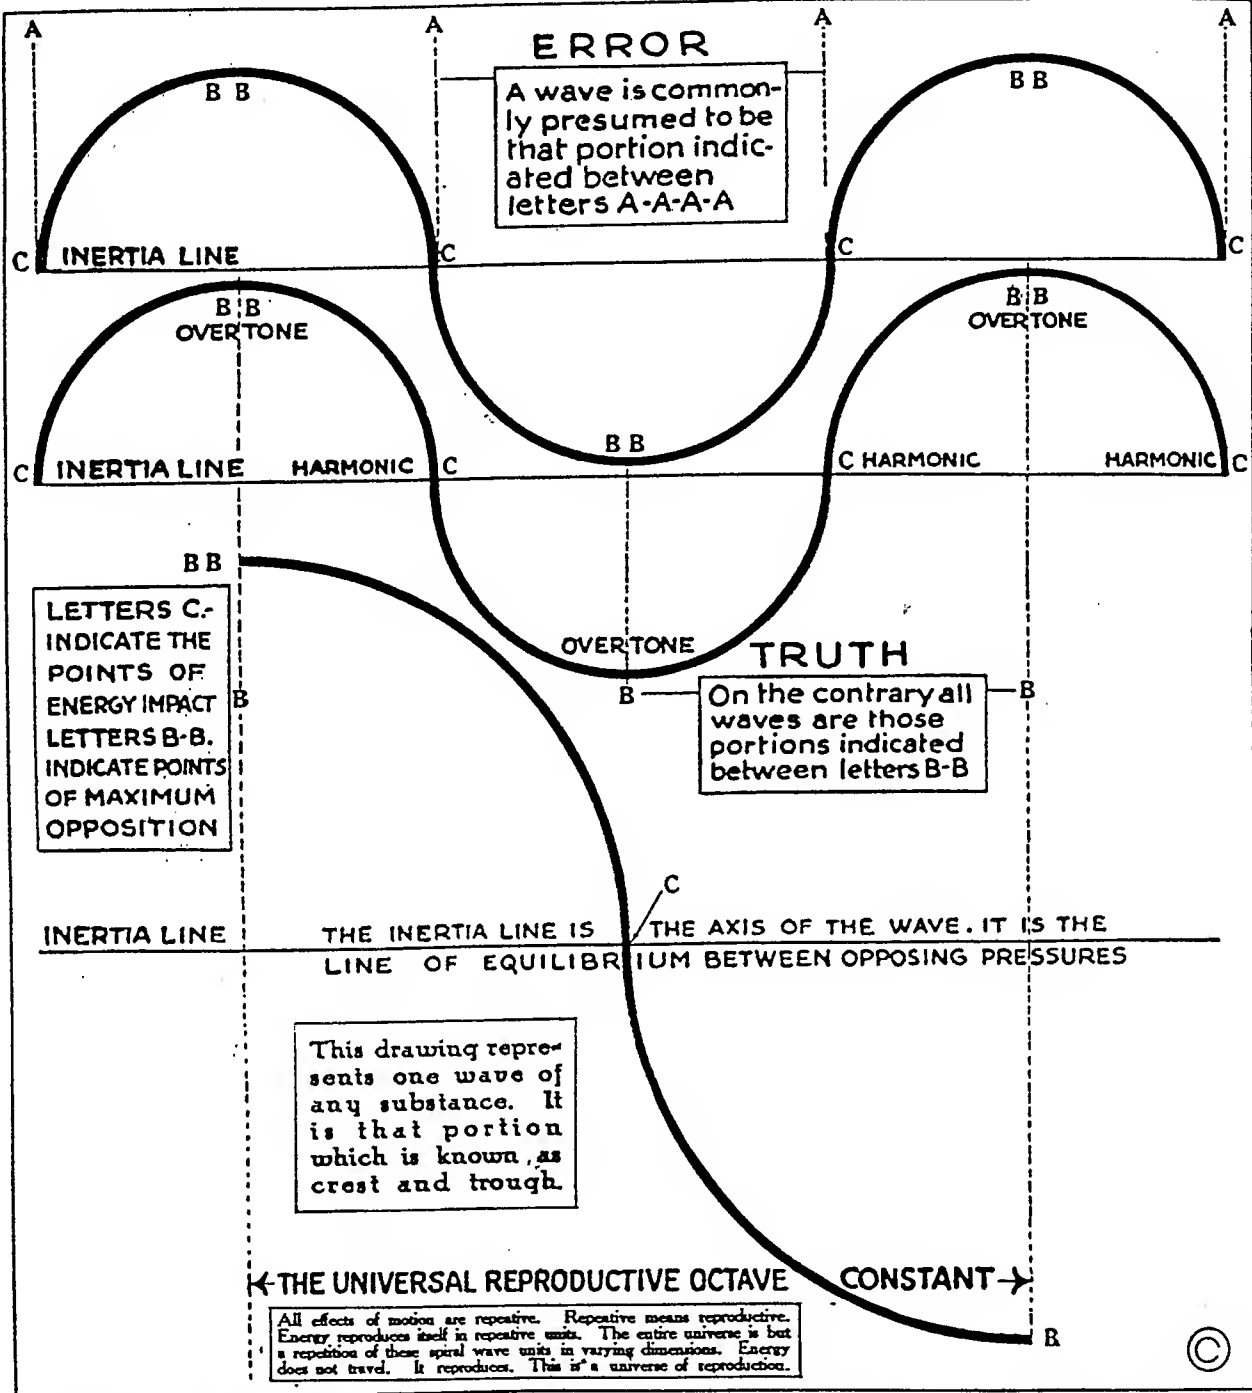 A A A A
ERROR
A wave is common-
ly presumed to be
that portion indic-
ated between
letters A-A-A-A
B B
B B
C INERTIA LINE C C C
B B
OVERTONE
B B
OVERTONE
B B
C INERTIA LINE HARMONIC C C HARMONIC HARMONIC C
B B
LETTERS C.-
INDICATE THE
POINTS OF
ENERGY IMPACT
LETTERS B-B.
INDICATE POINTS
OF MAXIMUM
OPPOSITION
B
OVERTONE
TRUTH
B B
On the contrary all
waves are those
portions indicated
between letters B-B
C
INERTIA LINE THE INERTIA LINE IS THE AXIS OF THE WAVE. IT IS THE
LINE OF EQUILIBRIUM BETWEEN OPPOSING PRESSURES
This drawing repre-
sents one wave of
any substance. It
is that portion
which is known, as
crest and trough.
THE UNIVERSAL REPRODUCTIVE OCTAVE CONSTANT
All effects of motion are repeative. Repeative means reproductive.
Energy reproduces itself in repeative units. The entire universe is but
a repetition of these spiral wave units in varying dimensions. Energy
does not travel. It reproduces. This is a universe of reproduction.
B
©